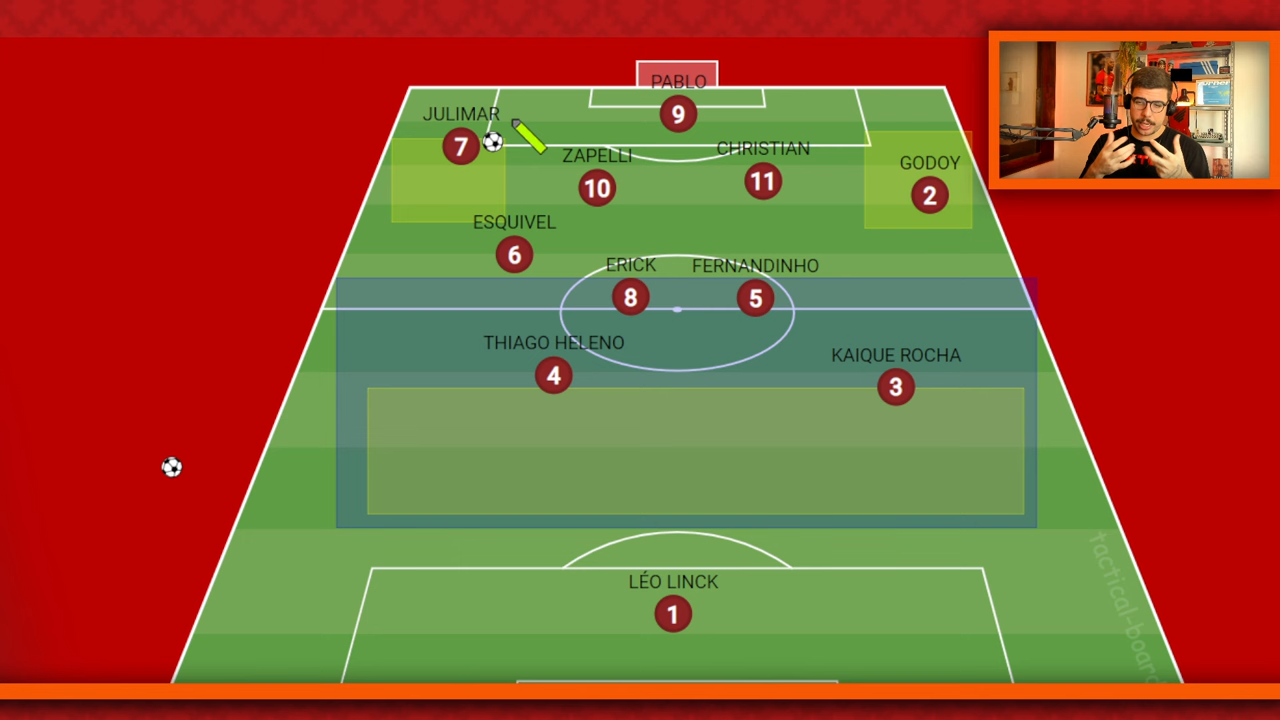 PABLO
9
JULIMAR
7
ZAPELLI
10
CHRISTIAN
11
GODOY
2
ESQUIVEL
6
ERICK
8
FERNANDINHO
5
THIAGO HELENO
4
KAIQUE ROCHA
3
LÉO LINCK
1
tactical-board